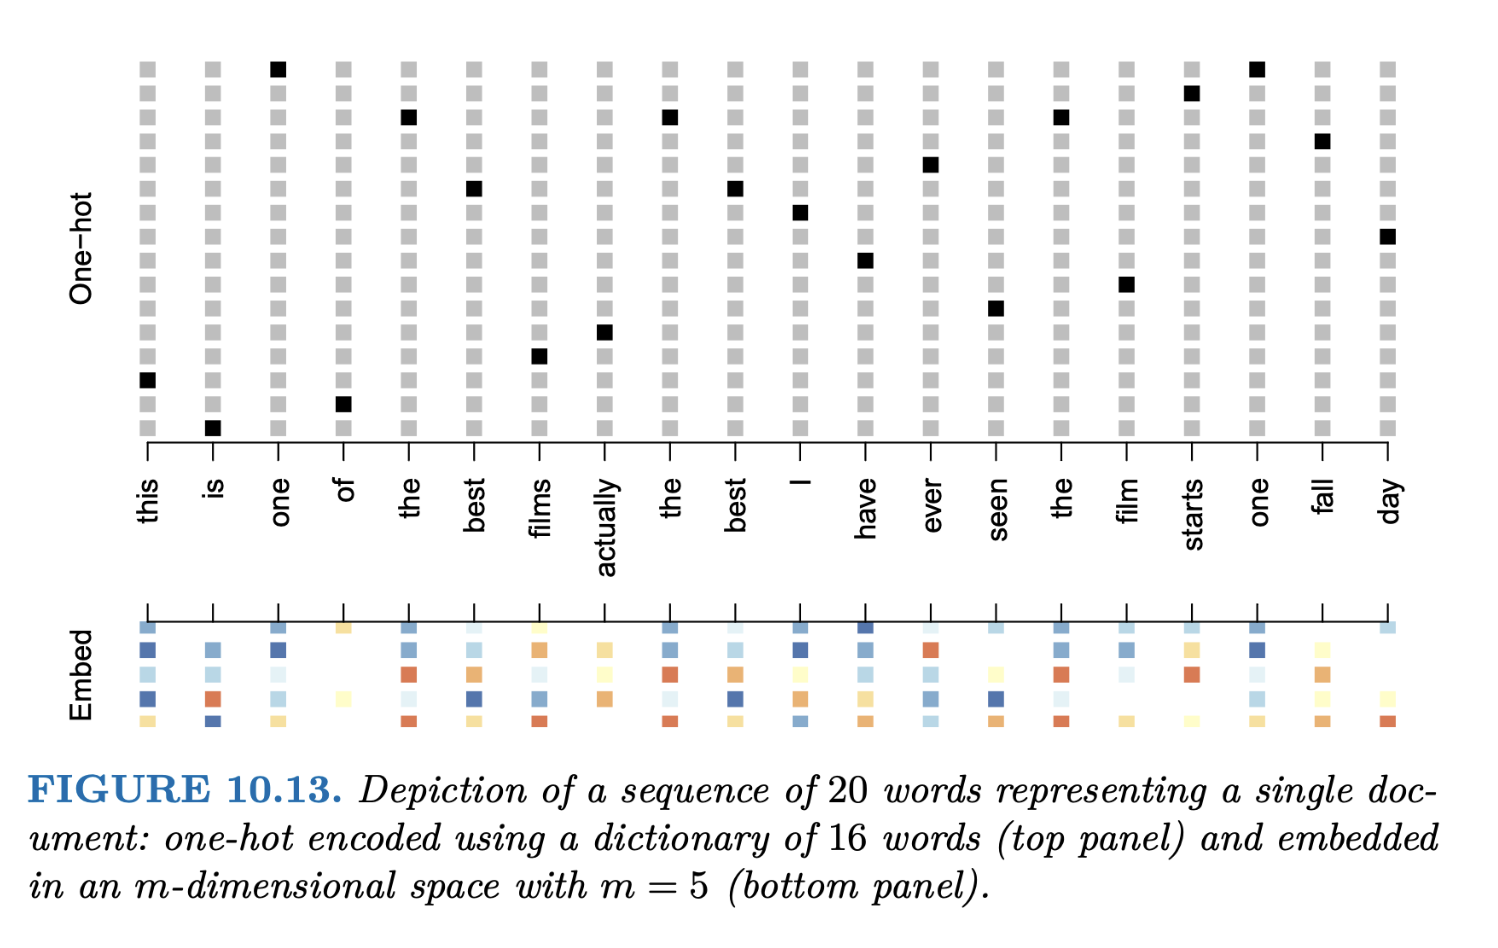 One-hot
this is one of the best films actually the best I have ever seen the film starts one fall day
Embed
FIGURE 10.13. Depiction of a sequence of 20 words representing a single doc-
ument: one-hot encoded using a dictionary of 16 words (top panel) and embedded
in an m-dimensional space with m = 5 (bottom panel).